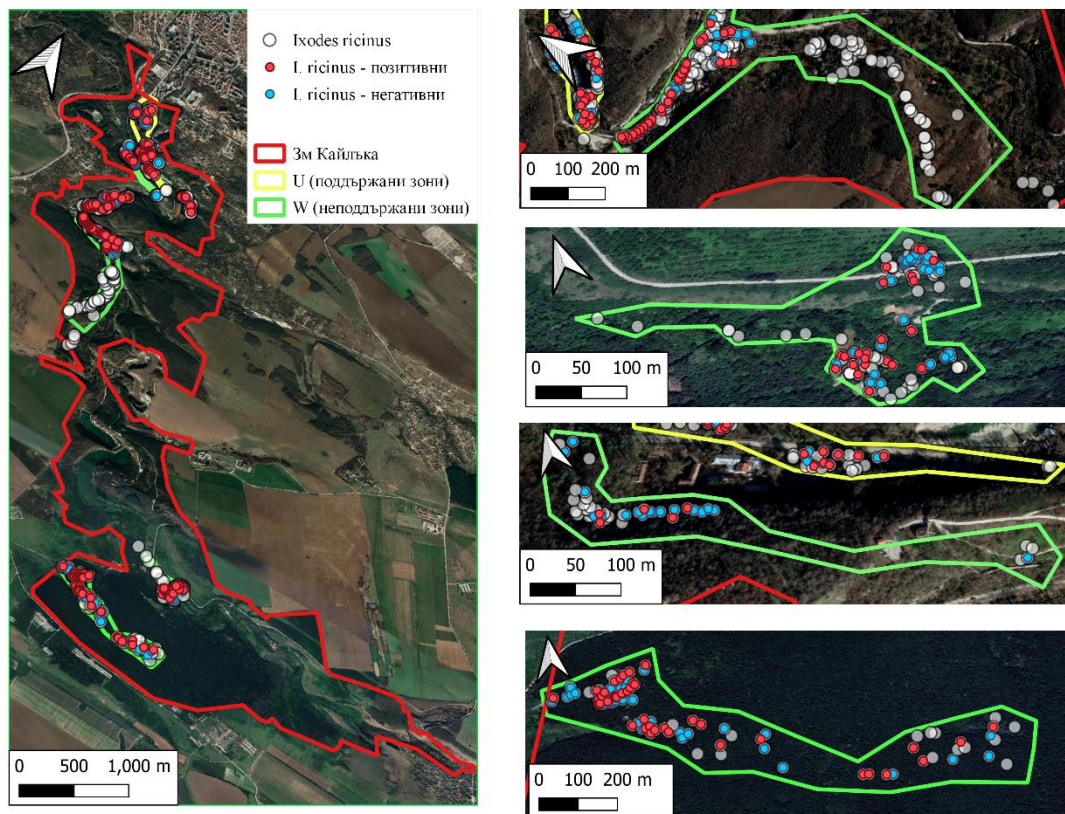 Ixodes ricinus
I. ricinus - позитивни
I. ricinus - негативни
Зм Кайлъка
U (поддържани зони)
W (неподдържани зони)
0 500 1,000 m
0 100 200 m
0 50 100 m
0 50 100 m
0 100 200 m